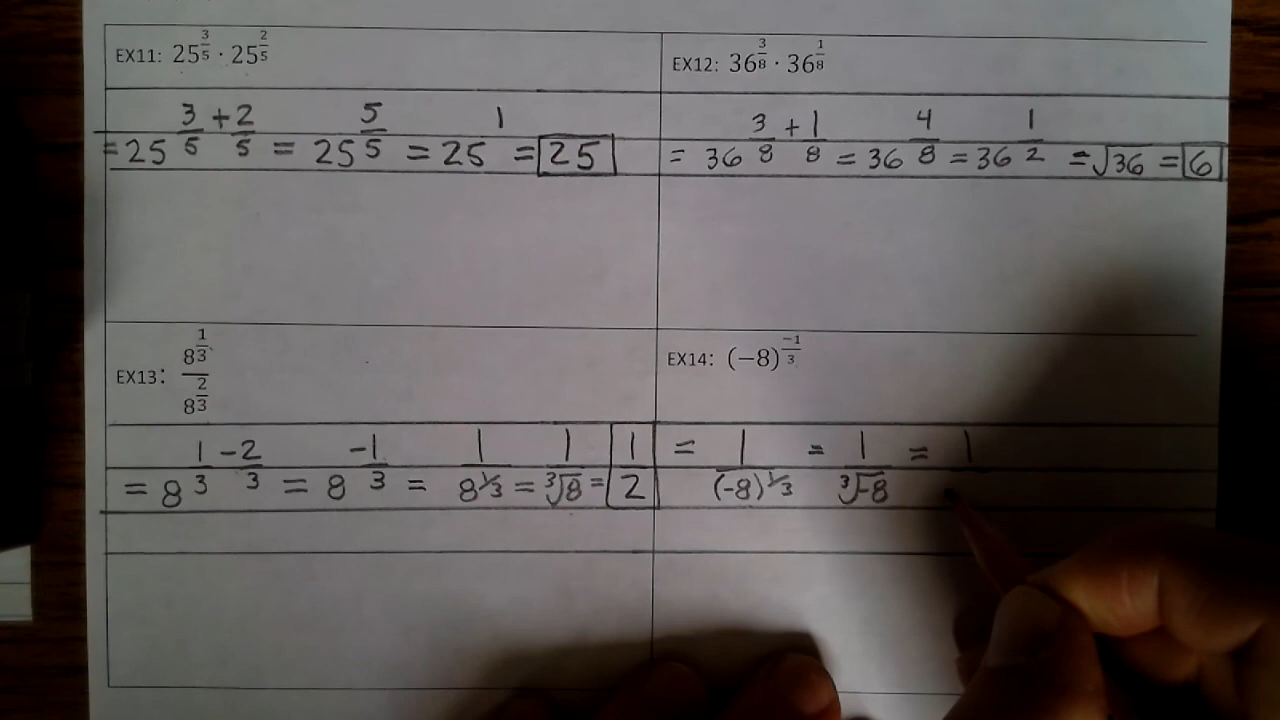 EX11: 25^(3/5) · 25^(2/5)
= 25^(3/5 + 2/5) = 25^(5/5) = 25^1 = 25
EX12: 36^(3/8) · 36^(1/8)
= 36^(3/8 + 1/8) = 36^(4/8) = 36^(1/2) = √36 = 6
EX13: 8^(1/3) / 8^(2/3)
= 8^(1/3 - 2/3) = 8^(-1/3) = 1/8^(1/3) = 1/∛8 = 1/2
EX14: (−8)^(−1/3)
= 1/(-8)^(1/3) = 1/∛-8 = 1